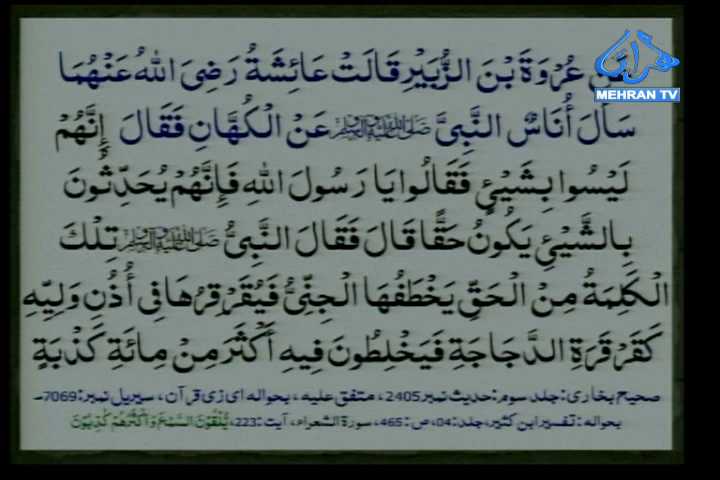 مہران
MEHRAN TV
عُرْوَةَ بْنَ الزُّبَيْرِ قَالَتْ عَائِشَةُ رَضِیَ اللهُ عَنْهُمَا
سَأَلَ أُنَاسٌ النَّبِیَّ ﷺ عَنْ الْكُهَّانِ فَقَالَ إِنَّهُمْ
لَيْسُوا بِشَيْئٍ فَقَالُوا يَا رَسُولَ اللهِ فَإِنَّهُمْ يُحَدِّثُونَ
بِالشَّيْئِ يَكُونُ حَقًّا قَالَ فَقَالَ النَّبِیُّ ﷺ تِلْكَ
الْكَلِمَةُ مِنْ الْحَقِّ يَخْطَفُهَا الْجِنِّیُّ فَيُقَرْقِرُهَا فِی أُذُنِ وَلِيِّهِ
كَقَرْقَرَةِ الدَّجَاجَةِ فَيَخْلِطُونَ فِيهِ أَكْثَرَ مِنْ مِائَةِ كَذْبَةٍ
صحیح بخاری: جلد سوم: حدیث نمبر 2405، متفق علیہ، بحوالہ ای زی قرآن، سیریل نمبر: 7069۔
بحوالہ: تفسیر ابن کثیر، جلد: 04، ص: 465، سورۃ الشعراء، آیت: 223، يُّلْقُوْنَ السَّمْعَ وَاَكْثَرُهُمْ كٰذِبُوْنَ